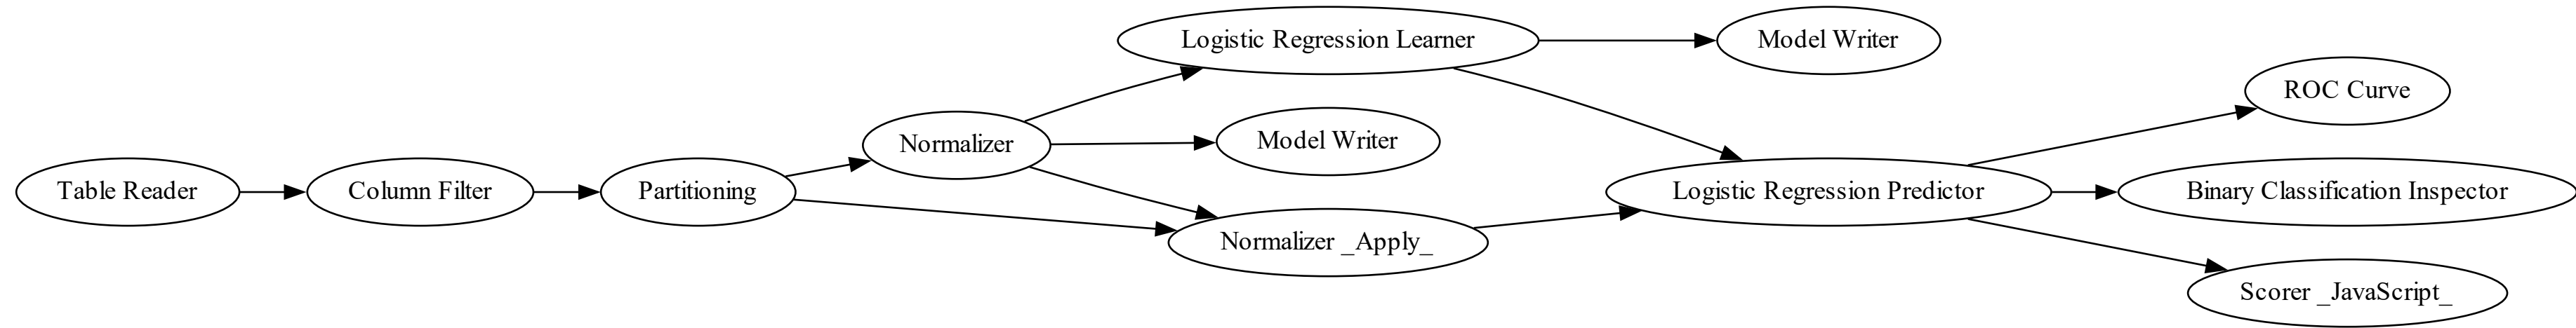 Table Reader
Column Filter
Partitioning
Normalizer
Logistic Regression Learner
Model Writer
Normalizer _Apply_
Model Writer
Logistic Regression Predictor
ROC Curve
Binary Classification Inspector
Scorer _JavaScript_